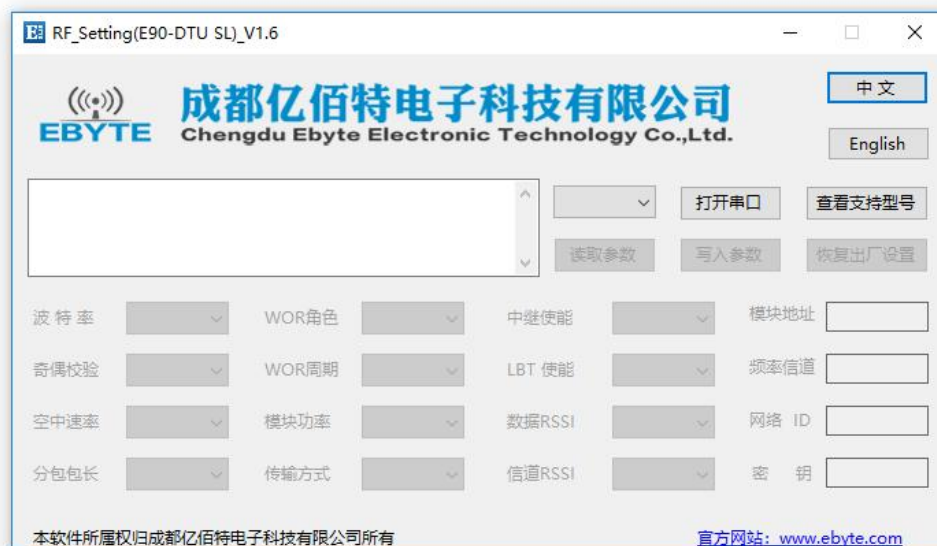 RF_Setting(E90-DTU SL)_V1.6
EBYTE
成都亿佰特电子科技有限公司
Chengdu Ebyte Electronic Technology Co.,Ltd.
中 文
English
打开串口 查看支持型号
读取参数 写入参数 恢复出厂设置
波 特 率 WOR角色 中继使能 模块地址
奇偶校验 WOR周期 LBT 使能 频率信道
空中速率 模块功率 数据RSSI 网络 ID
分包包长 传输方式 信道RSSI 密 钥
本软件所属权归成都亿佰特电子科技有限公司所有 官方网站：www.ebyte.com